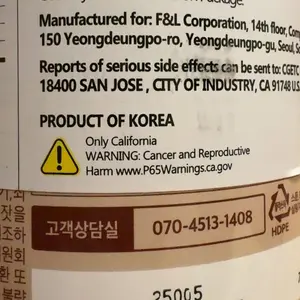 Manufactured for: F&L Corporation, 14th floor,
150 Yeongdeungpo-ro, Yeongdeungpo-gu, Seoul,
Reports of serious side effects can be sent to: CGETC
18400 SAN JOSE , CITY OF INDUSTRY, CA 91748 U.S.
PRODUCT OF KOREA
Only California
WARNING: Cancer and Reproductive
Harm www.P65Warnings.ca.gov
고객상담실 070-4513-1408
HDPE
25005